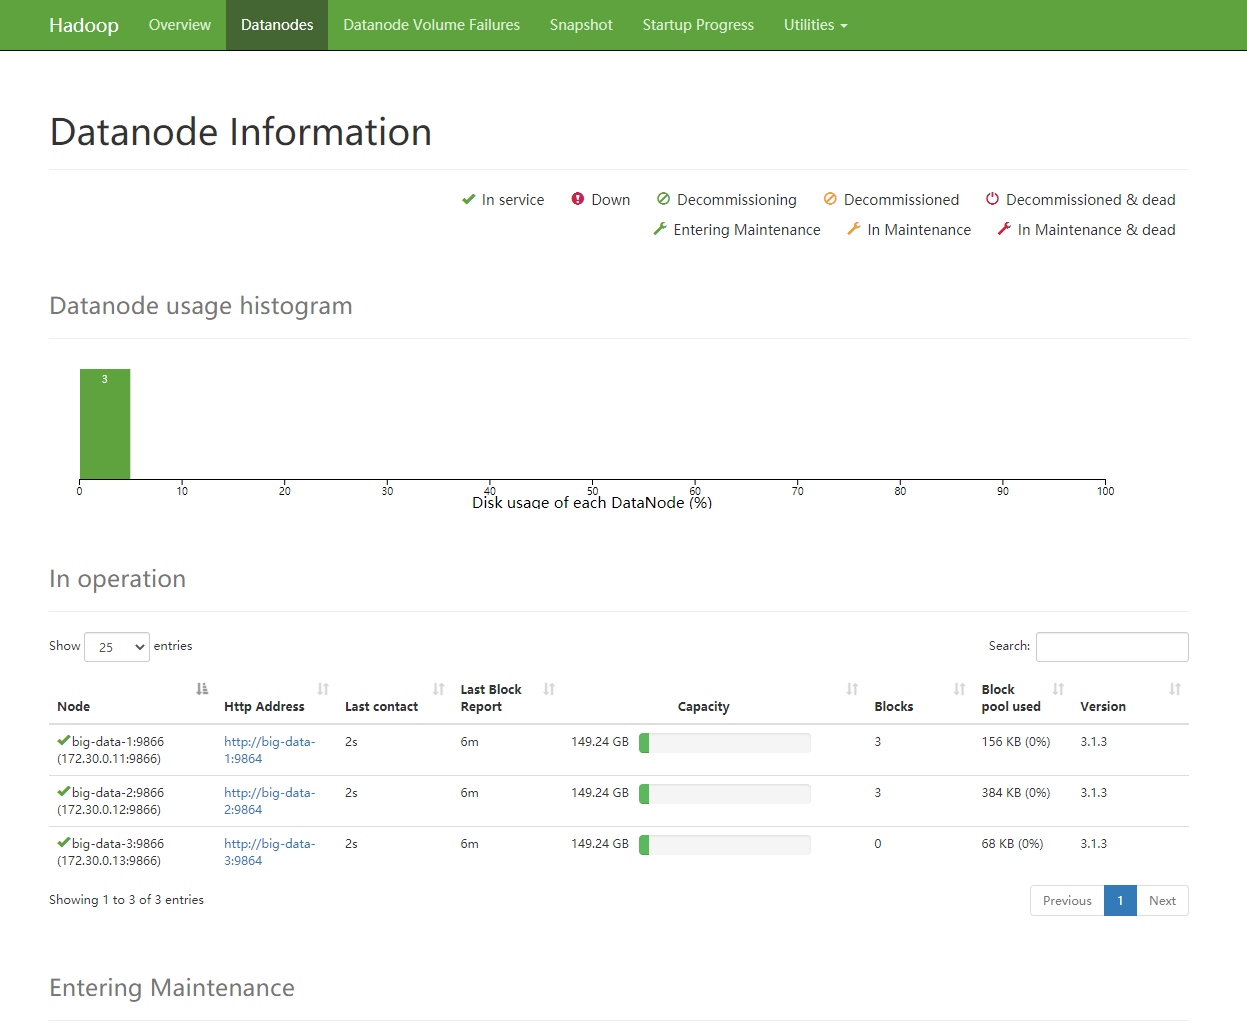 Hadoop Overview Datanodes Datanode Volume Failures Snapshot Startup Progress Utilities
Datanode Information
In service Down Decommissioning Decommissioned Decommissioned & dead
Entering Maintenance In Maintenance In Maintenance & dead
Datanode usage histogram
3
0 10 20 30 40 50 60 70 80 90 100
Disk usage of each DataNode (%)
In operation
Show 25 entries Search:
Node Http Address Last contact Last Block Report Capacity Blocks Block pool used Version
big-data-1:9866 http://big-data- 2s 6m 149.24 GB 3 156 KB (0%) 3.1.3
(172.30.0.11:9866) 1:9864
big-data-2:9866 http://big-data- 2s 6m 149.24 GB 3 384 KB (0%) 3.1.3
(172.30.0.12:9866) 2:9864
big-data-3:9866 http://big-data- 2s 6m 149.24 GB 0 68 KB (0%) 3.1.3
(172.30.0.13:9866) 3:9864
Showing 1 to 3 of 3 entries Previous 1 Next
Entering Maintenance